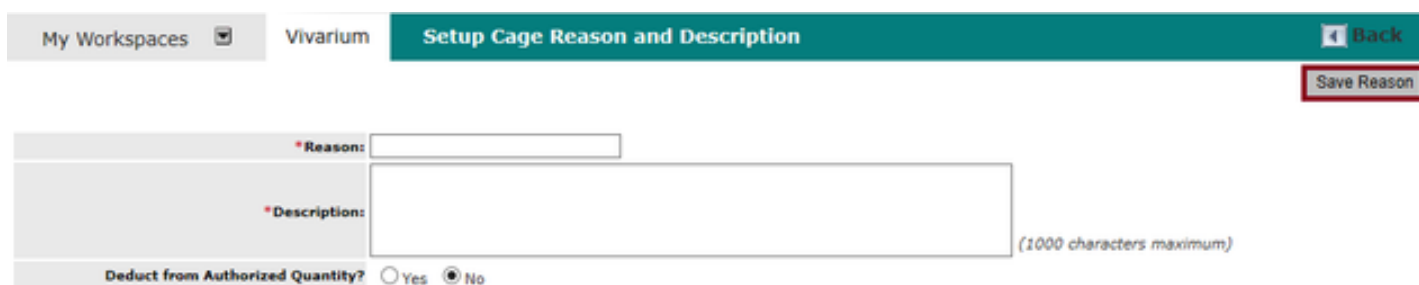 My Workspaces Vivarium Setup Cage Reason and Description Back
Save Reason
*Reason:
*Description:
(1000 characters maximum)
Deduct from Authorized Quantity? Yes No